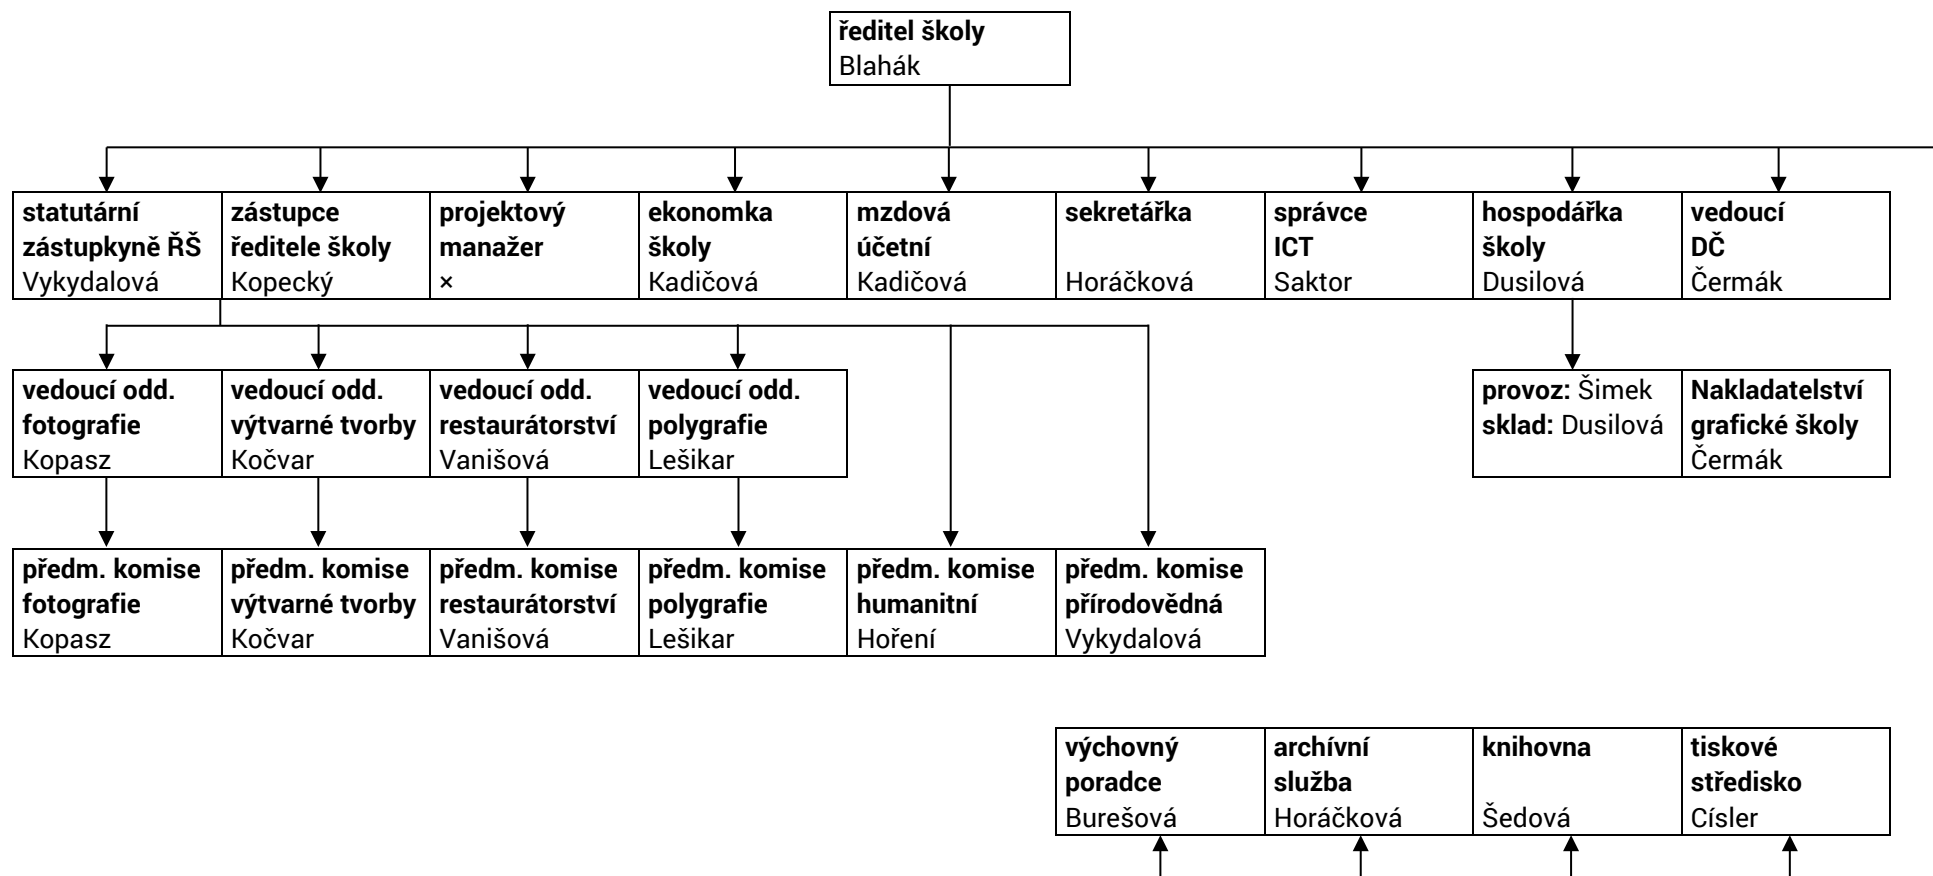 ředitel školy
Blahák
statutární
zástupkyně ŘŠ
Vykydalová
zástupce
ředitele školy
Kopecký
projektový
manažer
×
ekonomka
školy
Kadičová
mzdová
účetní
Kadičová
sekretářka
Horáčková
správce
ICT
Saktor
hospodářka
školy
Dusilová
vedoucí
DČ
Čermák
vedoucí odd.
fotografie
Kopasz
vedoucí odd.
výtvarné tvorby
Kočvar
vedoucí odd.
restaurátorství
Vanišová
vedoucí odd.
polygrafie
Lešikar
provoz: Šimek
sklad: Dusilová
Nakladatelství
grafické školy
Čermák
předm. komise
fotografie
Kopasz
předm. komise
výtvarné tvorby
Kočvar
předm. komise
restaurátorství
Vanišová
předm. komise
polygrafie
Lešikar
předm. komise
humanitní
Hoření
předm. komise
přírodovědná
Vykydalová
výchovný
poradce
Burešová
archívní
služba
Horáčková
knihovna
Šedová
tiskové
středisko
Císler